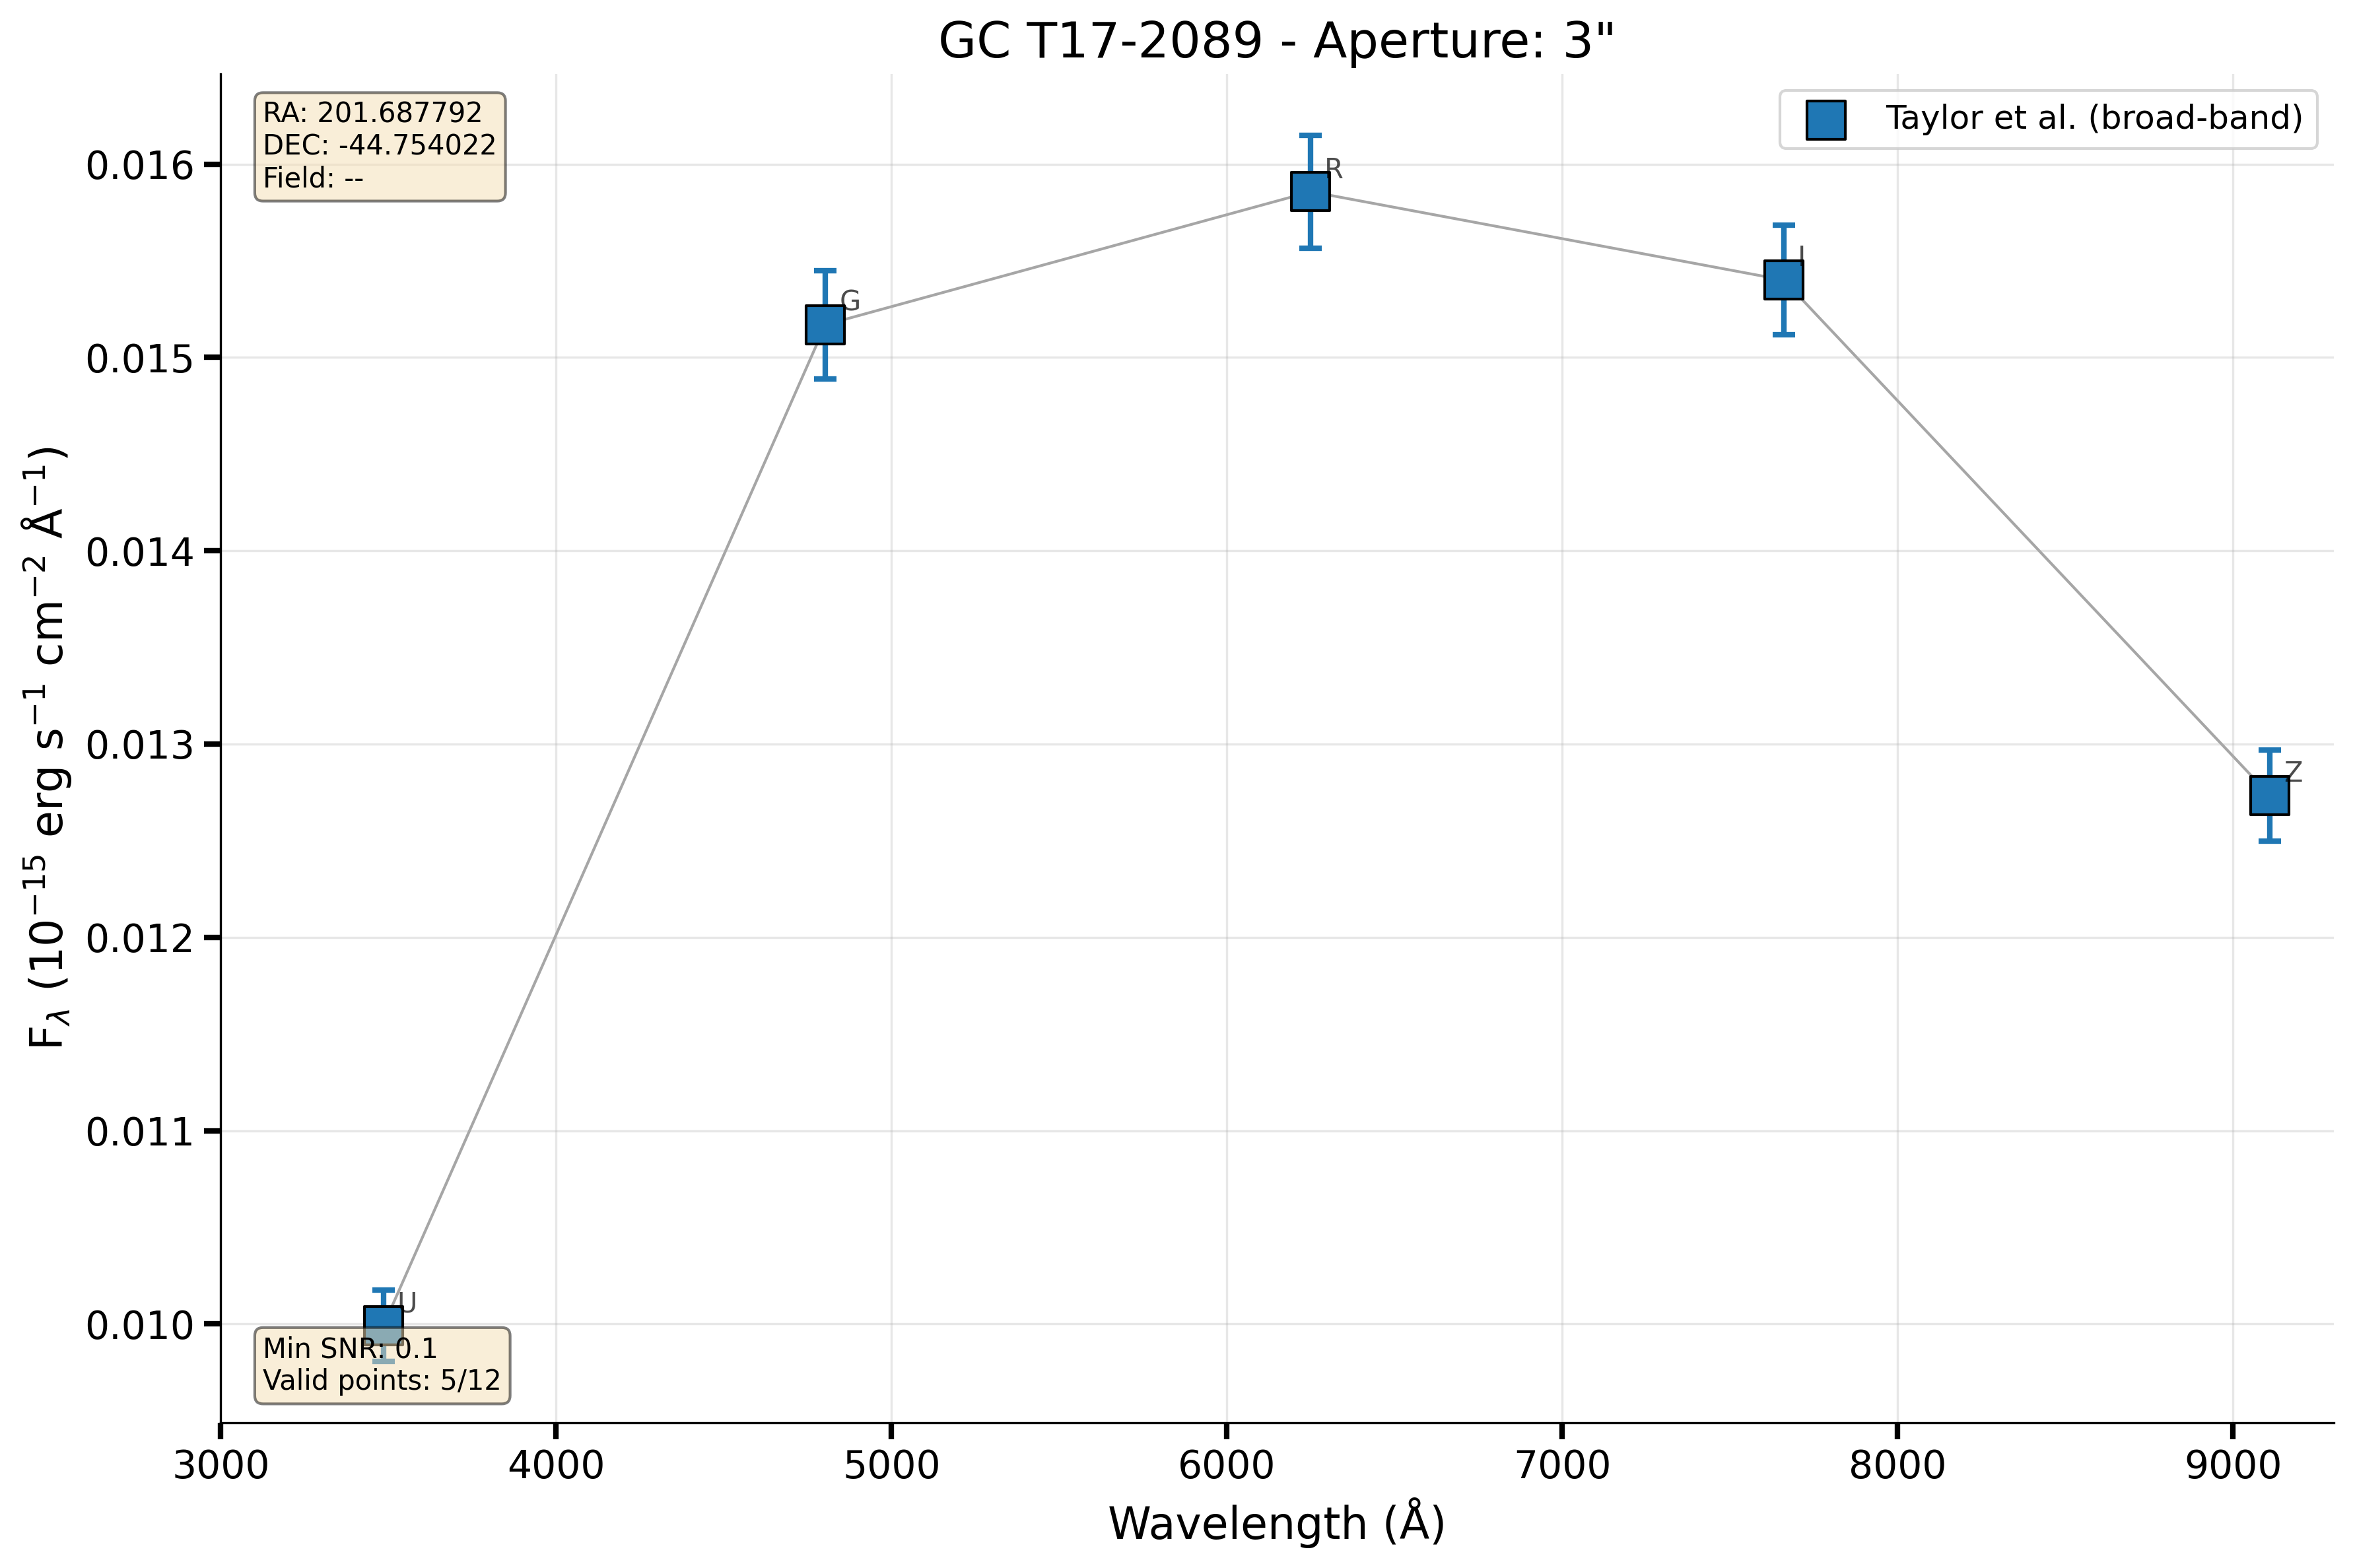 GC T17-2089 - Aperture: 3"
RA: 201.687792
DEC: -44.754022
Field: --
Taylor et al. (broad-band)
R
I
G
Z
U
Min SNR: 0.1
Valid points: 5/12
0.016
0.015
0.014
0.013
0.012
0.011
0.010
F_λ (10⁻¹⁵ erg s⁻¹ cm⁻² Å⁻¹)
3000 4000 5000 6000 7000 8000 9000
Wavelength (Å)